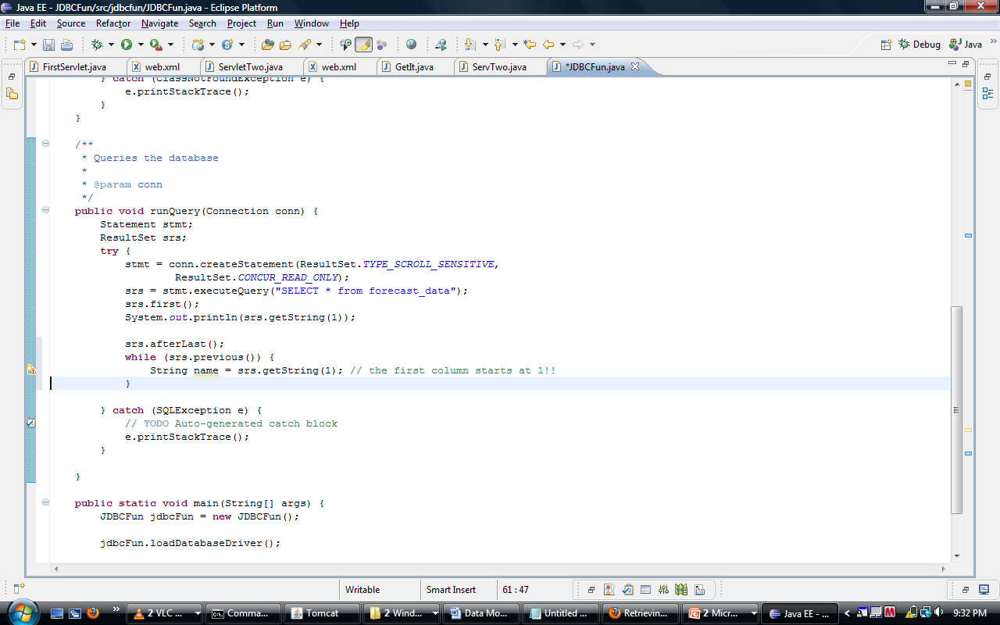 Java EE - JDBCFun/src/jdbcfun/JDBCFun.java - Eclipse Platform
File Edit Source Refactor Navigate Search Project Run Window Help
Debug Java »
FirstServlet.java web.xml ServletTwo.java web.xml GetIt.java ServTwo.java *JDBCFun.java
} catch (ClassNotFoundException e) {
e.printStackTrace();
}
}
/**
* Queries the database
*
* @param conn
*/
public void runQuery(Connection conn) {
Statement stmt;
ResultSet srs;
try {
stmt = conn.createStatement(ResultSet.TYPE_SCROLL_SENSITIVE,
ResultSet.CONCUR_READ_ONLY);
srs = stmt.executeQuery("SELECT * from forecast_data");
srs.first();
System.out.println(srs.getString(1));
srs.afterLast();
while (srs.previous()) {
String name = srs.getString(1); // the first column starts at 1!!
}
} catch (SQLException e) {
// TODO Auto-generated catch block
e.printStackTrace();
}
}
public static void main(String[] args) {
JDBCFun jdbcFun = new JDBCFun();
jdbcFun.loadDatabaseDriver();
Writable Smart Insert 61 : 47
» 2 VLC ... Comma... Tomcat 2 Wind... Data Mo... Untitled ... Retrievin... 2 Micr... Java EE - ... < 9:32 PM